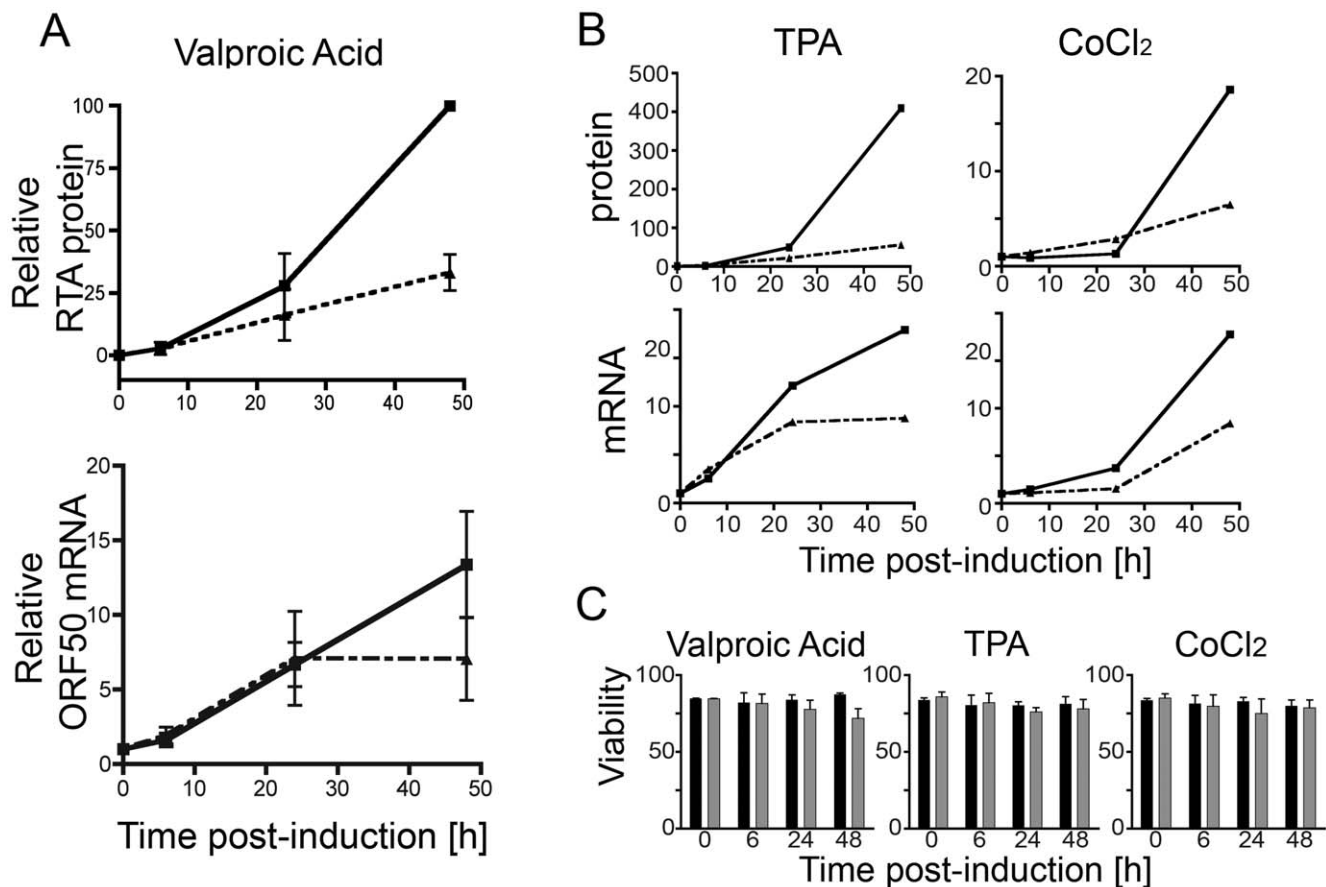 A
Valproic Acid
Relative
RTA protein
100
75
50
25
0
0 10 20 30 40 50
Relative
ORF50 mRNA
20
15
10
5
0
0 10 20 30 40 50
Time post-induction [h]
B
TPA
CoCl2
protein
500
400
300
200
100
0
0 10 20 30 40 50
20
10
0
0 10 20 30 40 50
mRNA
20
10
0
0 10 20 30 40 50
20
10
0
0 10 20 30 40 50
Time post-induction [h]
C
Valproic Acid
TPA
CoCl2
Viability
100
50
0
0 6 24 48
100
50
0
0 6 24 48
100
50
0
0 6 24 48
Time post-induction [h]